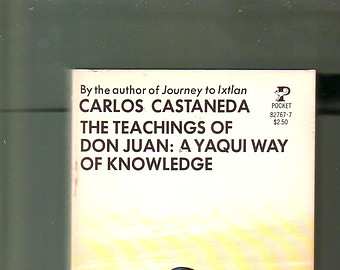 By the author of Journey to Ixtlan
CARLOS CASTANEDA
THE TEACHINGS OF
DON JUAN: A YAQUI WAY
OF KNOWLEDGE
P
POCKET
82767-7
$2.50